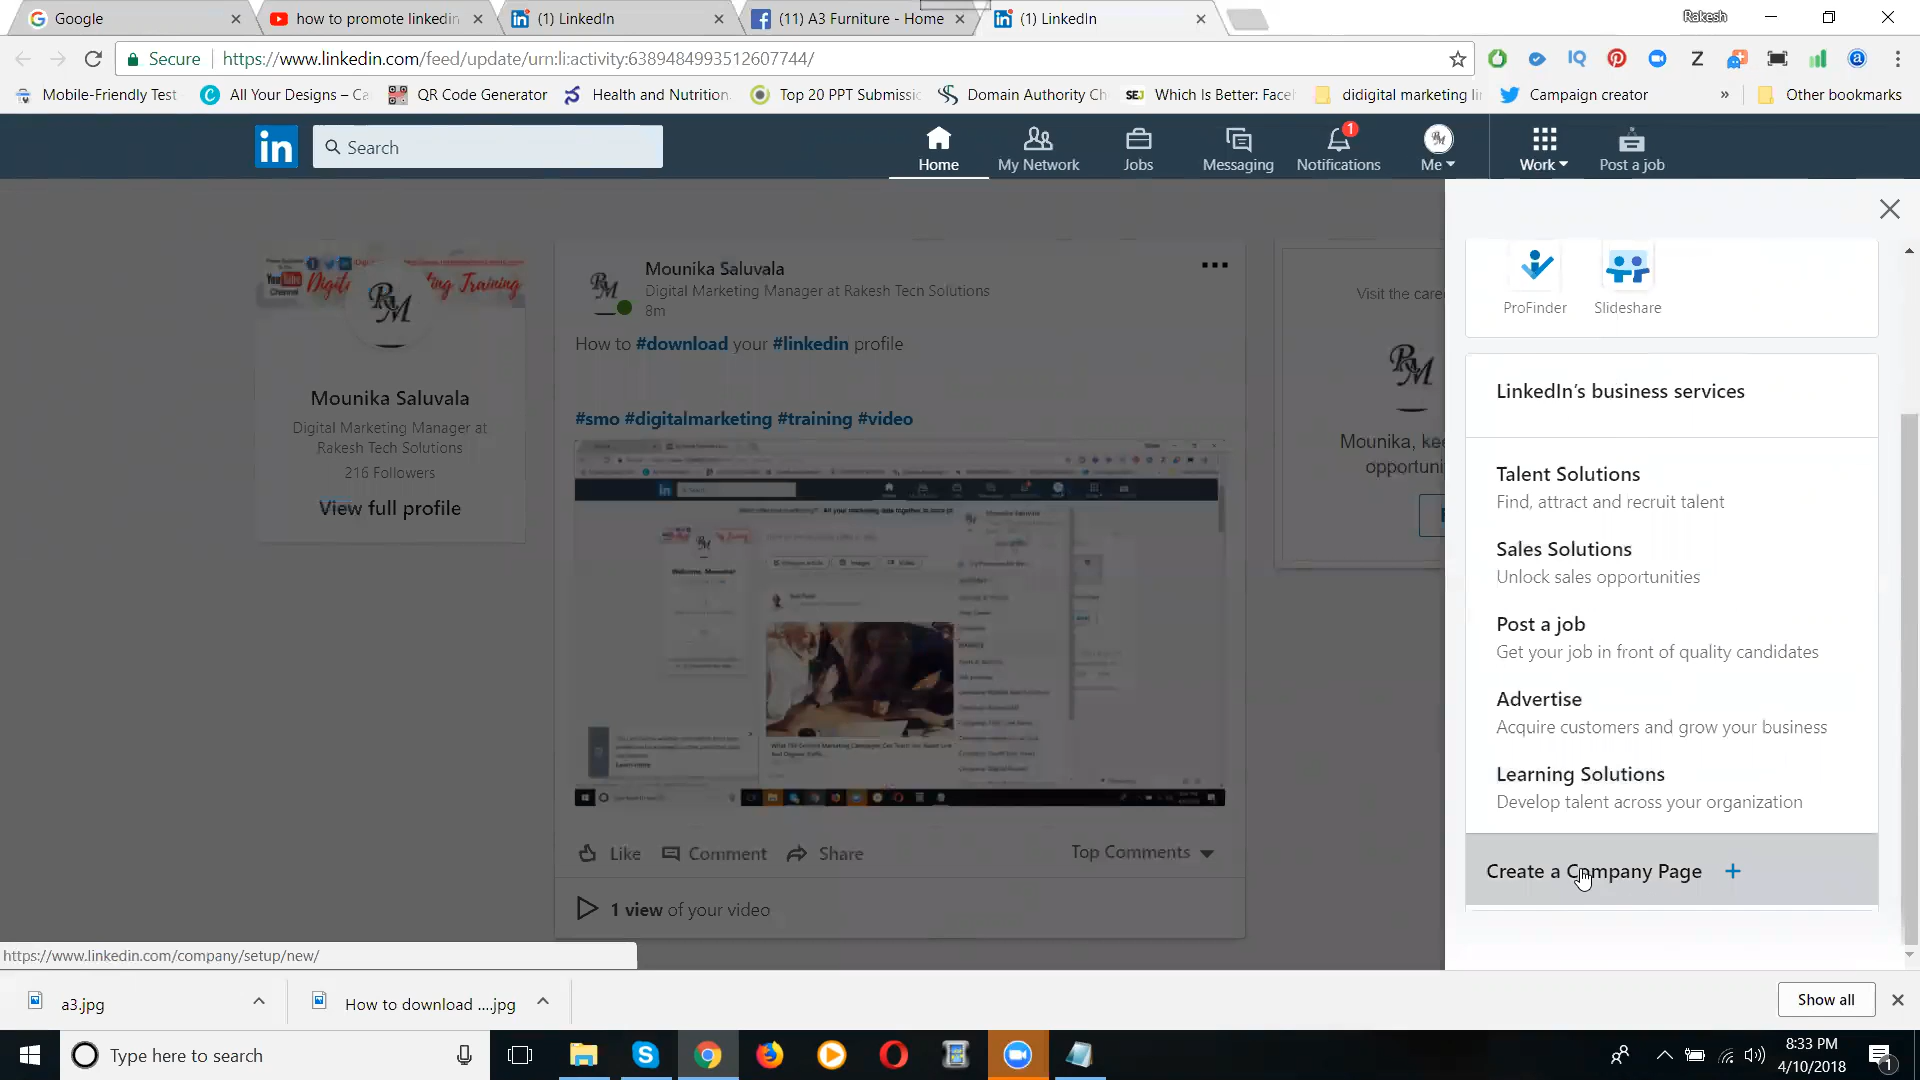 Google
how to promote linkedin
(1) LinkedIn
(11) A3 Furniture - Home
(1) LinkedIn
Rakesh
Secure
https://www.linkedin.com/feed/update/urn:li:activity:6389484993512607744/
Mobile-Friendly Test
All Your Designs – Ca
QR Code Generator
Health and Nutrition
Top 20 PPT Submissic
Domain Authority Ch
Which Is Better: Face
didigital marketing lin
Campaign creator
»
Other bookmarks
in
Search
Home
My Network
Jobs
Messaging
1
Notifications
Me
Work
Post a job
Mounika Saluvala
Digital Marketing Manager at
Rakesh Tech Solutions
216 Followers
View full profile
Mounika Saluvala
Digital Marketing Manager at Rakesh Tech Solutions
8m
How to #download your #linkedin profile
#smo #digitalmarketing #training #video
Like
Comment
Share
Top Comments
1 view of your video
Visit the caree
RM
Mounika, kee
opportuni
ProFinder
Slideshare
LinkedIn's business services
Talent Solutions
Find, attract and recruit talent
Sales Solutions
Unlock sales opportunities
Post a job
Get your job in front of quality candidates
Advertise
Acquire customers and grow your business
Learning Solutions
Develop talent across your organization
Create a Company Page +
https://www.linkedin.com/company/setup/new/
a3.jpg
How to download ....jpg
Show all
Type here to search
8:33 PM
4/10/2018
1